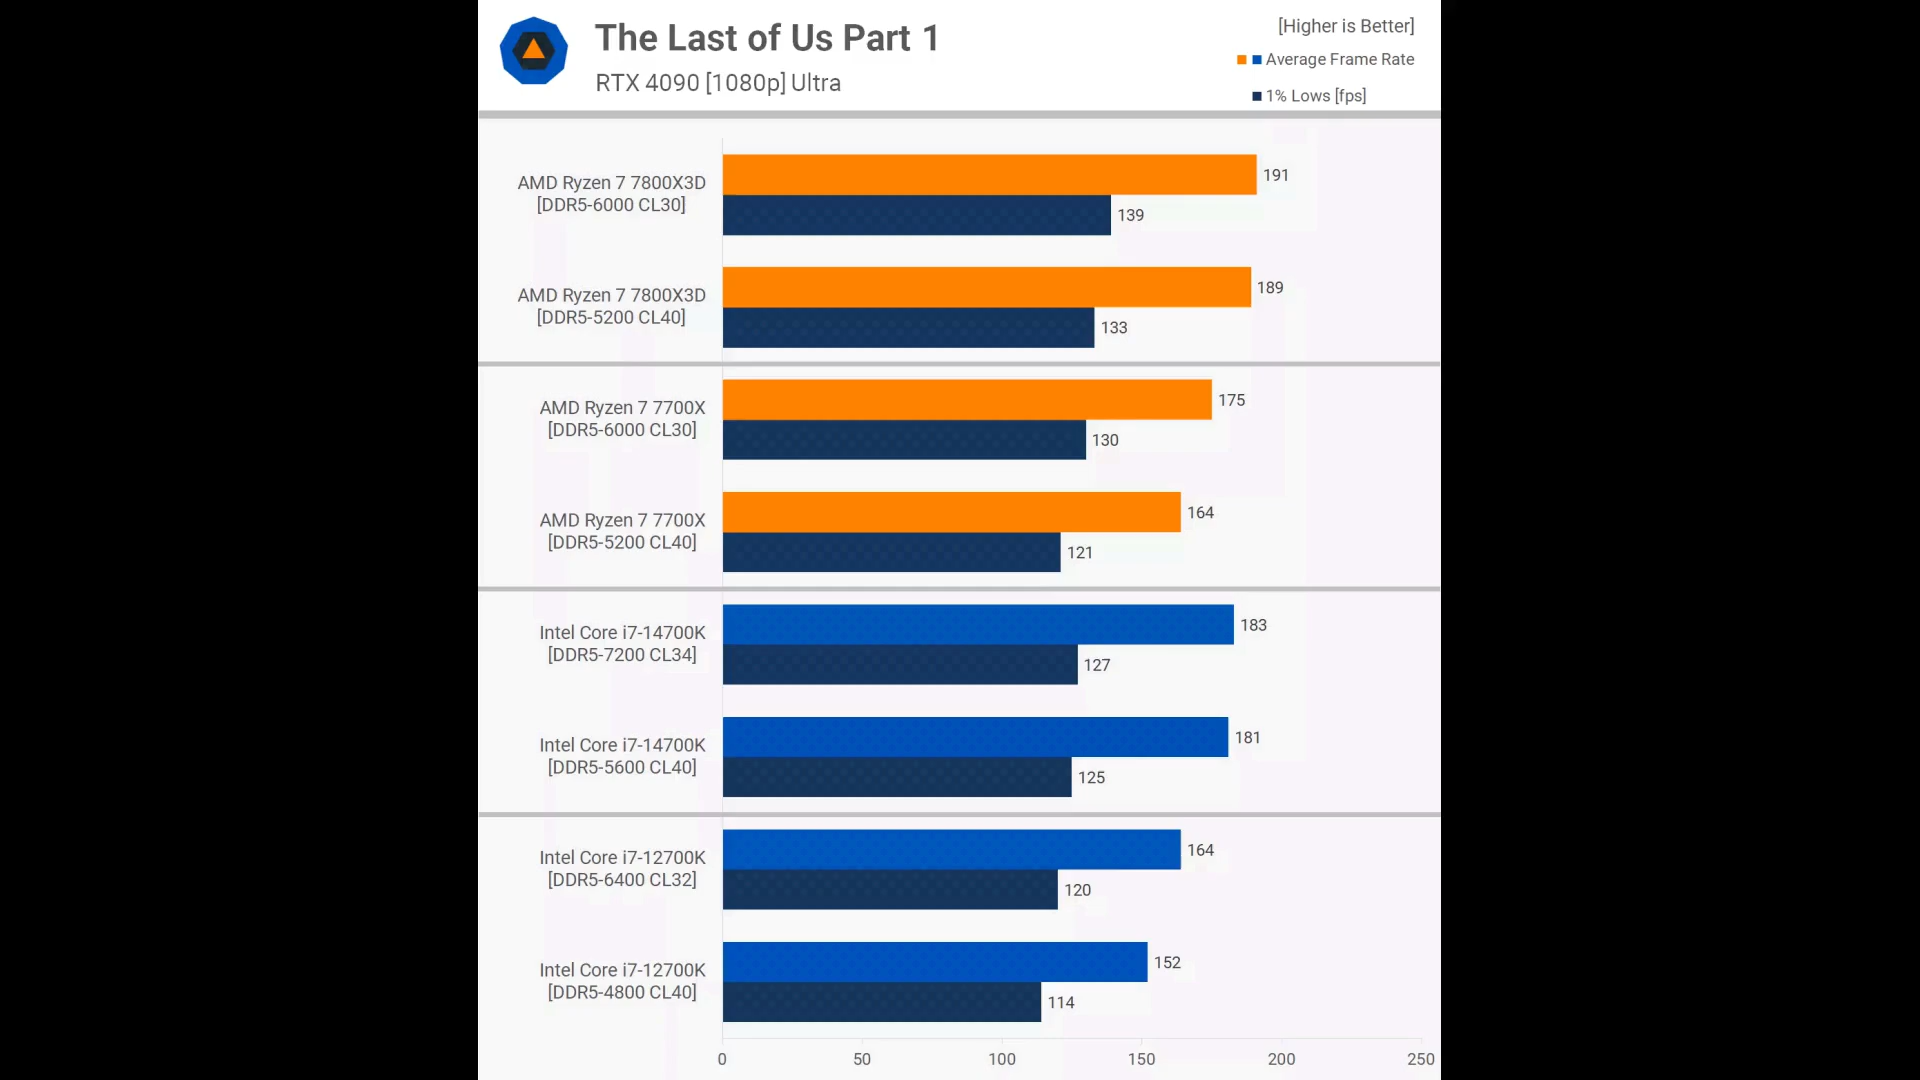 The Last of Us Part 1
RTX 4090 [1080p] Ultra
[Higher is Better]
Average Frame Rate
1% Lows [fps]
AMD Ryzen 7 7800X3D
[DDR5-6000 CL30]
191
139
AMD Ryzen 7 7800X3D
[DDR5-5200 CL40]
189
133
AMD Ryzen 7 7700X
[DDR5-6000 CL30]
175
130
AMD Ryzen 7 7700X
[DDR5-5200 CL40]
164
121
Intel Core i7-14700K
[DDR5-7200 CL34]
183
127
Intel Core i7-14700K
[DDR5-5600 CL40]
181
125
Intel Core i7-12700K
[DDR5-6400 CL32]
164
120
Intel Core i7-12700K
[DDR5-4800 CL40]
152
114
0 50 100 150 200 250